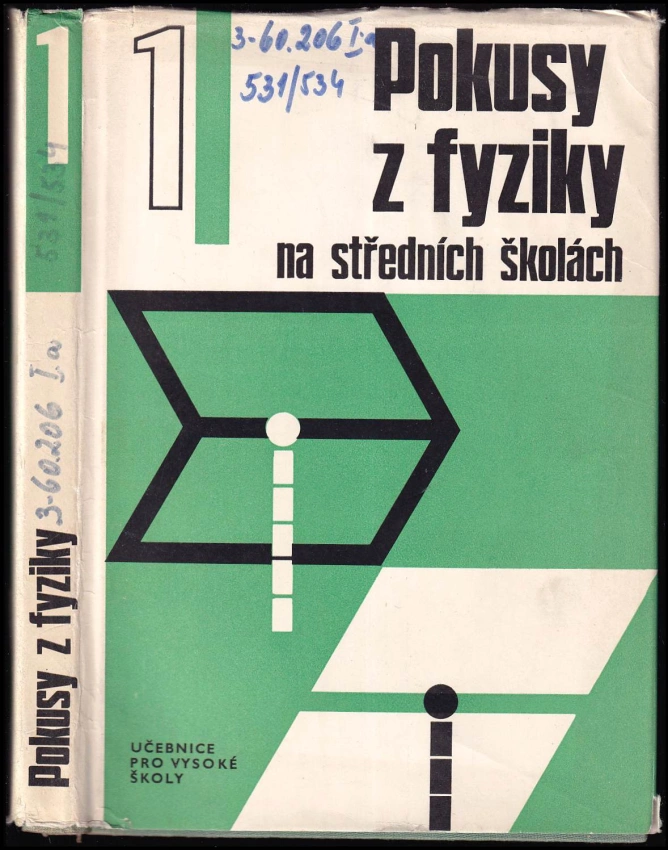 1
531/534
3-60.206 I.a
Pokusy z fyziky
1
3-60.206 I.a
531/534
Pokusy
z fyziky
na středních školách
UČEBNICE
PRO VYSOKÉ
ŠKOLY